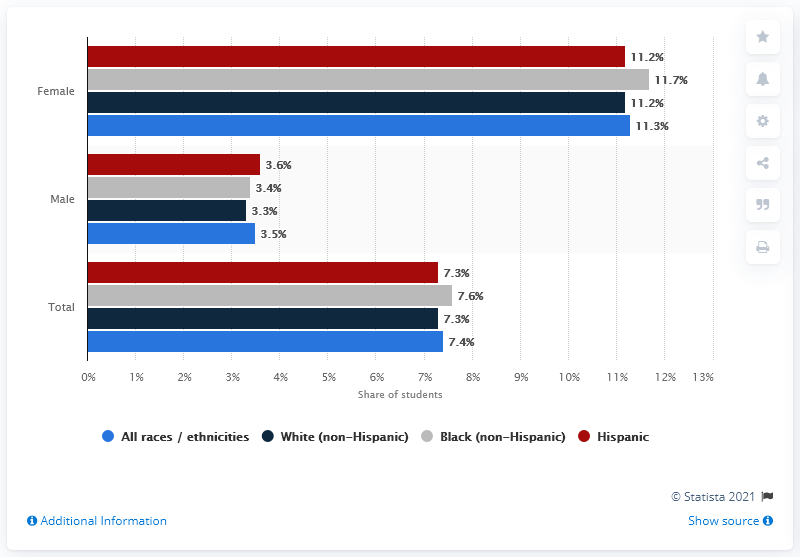 Female
11.2%
11.7%
11.2%
11.3%
Male
3.6%
3.4%
3.3%
3.5%
Total
7.3%
7.6%
7.3%
7.4%
0% 1% 2% 3% 4% 5% 6% 7% 8% 9% 10% 11% 12% 13%
Share of students
All races / ethnicities White (non-Hispanic) Black (non-Hispanic) Hispanic
© Statista 2021
Additional Information Show source